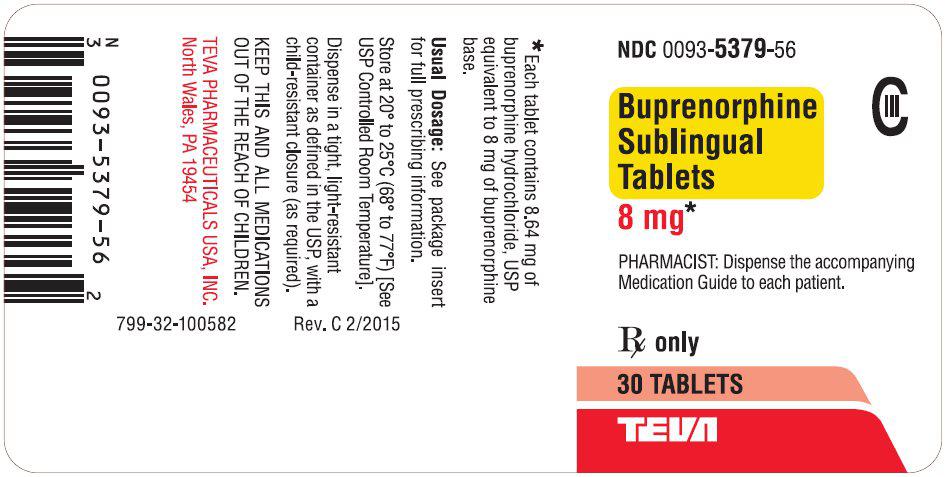 NDC 0093-5379-56
CIII
Buprenorphine
Sublingual
Tablets
8 mg*
PHARMACIST: Dispense the accompanying
Medication Guide to each patient.
Rx only
30 TABLETS
TEVA
* Each tablet contains 8.64 mg of
buprenorphine hydrochloride, USP
equivalent to 8 mg of buprenorphine
base.
Usual Dosage: See package insert
for full prescribing information.
Store at 20° to 25°C (68° to 77°F) [See
USP Controlled Room Temperature].
Dispense in a tight, light-resistant
container as defined in the USP, with a
child-resistant closure (as required).
KEEP THIS AND ALL MEDICATIONS
OUT OF THE REACH OF CHILDREN.
TEVA PHARMACEUTICALS USA, INC.
North Wales, PA 19454
799-32-100582 Rev. C 2/2015
N
3 0093-5379-56 2